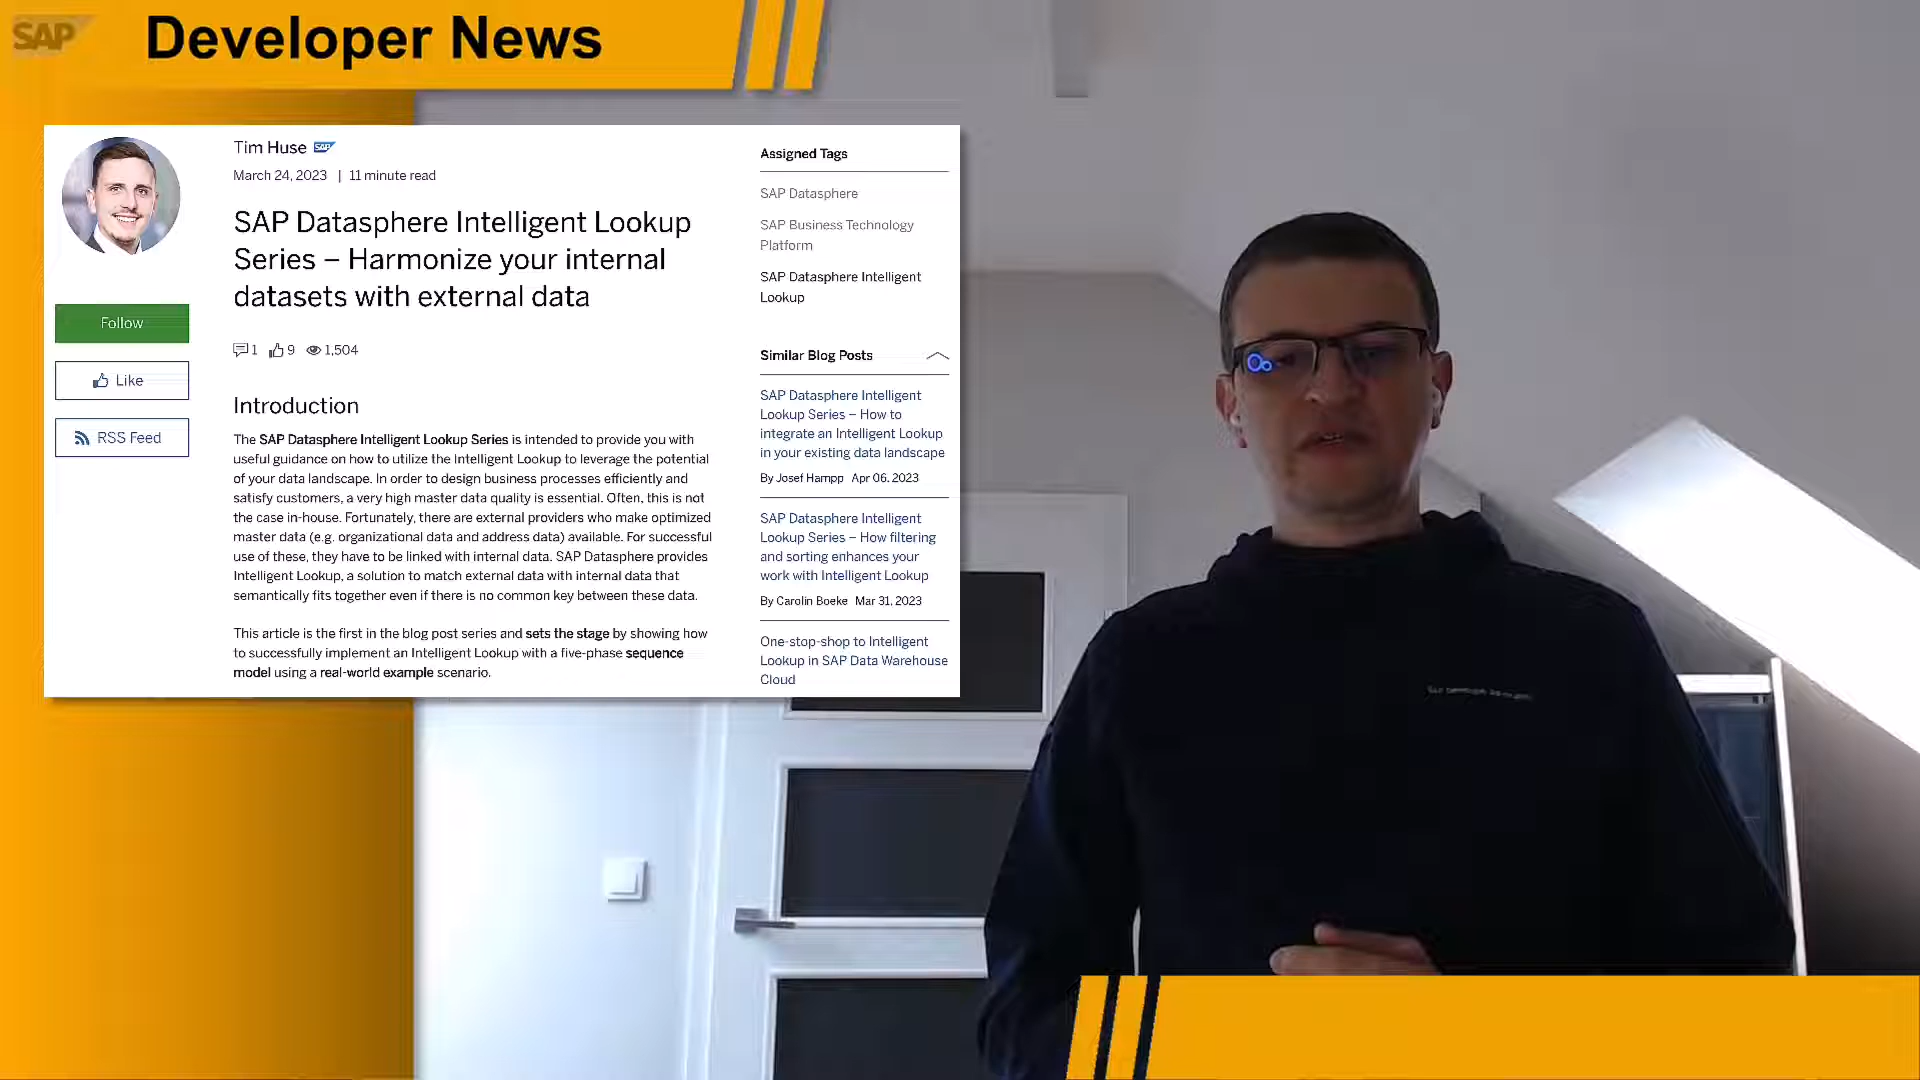 SAP Developer News
Tim Huse SAP
March 24, 2023 | 11 minute read
SAP Datasphere Intelligent Lookup
Series – Harmonize your internal
datasets with external data
1 9 1,504
Follow
Like
RSS Feed
Introduction
The SAP Datasphere Intelligent Lookup Series is intended to provide you with
useful guidance on how to utilize the Intelligent Lookup to leverage the potential
of your data landscape. In order to design business processes efficiently and
satisfy customers, a very high master data quality is essential. Often, this is not
the case in-house. Fortunately, there are external providers who make optimized
master data (e.g. organizational data and address data) available. For successful
use of these, they have to be linked with internal data. SAP Datasphere provides
Intelligent Lookup, a solution to match external data with internal data that
semantically fits together even if there is no common key between these data.
This article is the first in the blog post series and sets the stage by showing how
to successfully implement an Intelligent Lookup with a five-phase sequence
model using a real-world example scenario.
Assigned Tags
SAP Datasphere
SAP Business Technology
Platform
SAP Datasphere Intelligent
Lookup
Similar Blog Posts
SAP Datasphere Intelligent
Lookup Series – How to
integrate an Intelligent Lookup
in your existing data landscape
By Josef Hampp Apr 06, 2023
SAP Datasphere Intelligent
Lookup Series – How filtering
and sorting enhances your
work with Intelligent Lookup
By Carolin Boeke Mar 31, 2023
One-stop-shop to Intelligent
Lookup in SAP Data Warehouse
Cloud